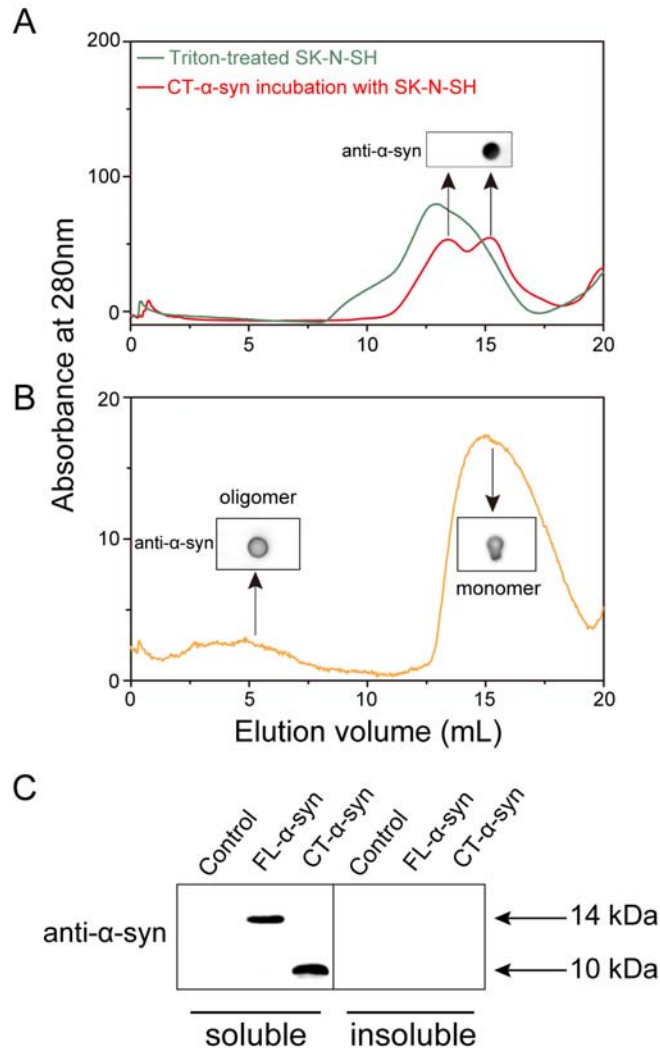 A
200
Triton-treated SK-N-SH
CT-α-syn incubation with SK-N-SH
anti-α-syn
100
0
0 5 10 15 20
Absorbance at 280nm
B
20
oligomer
anti-α-syn
monomer
10
0
0 5 10 15 20
Elution volume (mL)
C
Control FL-α-syn CT-α-syn Control FL-α-syn CT-α-syn
anti-α-syn
14 kDa
10 kDa
soluble insoluble